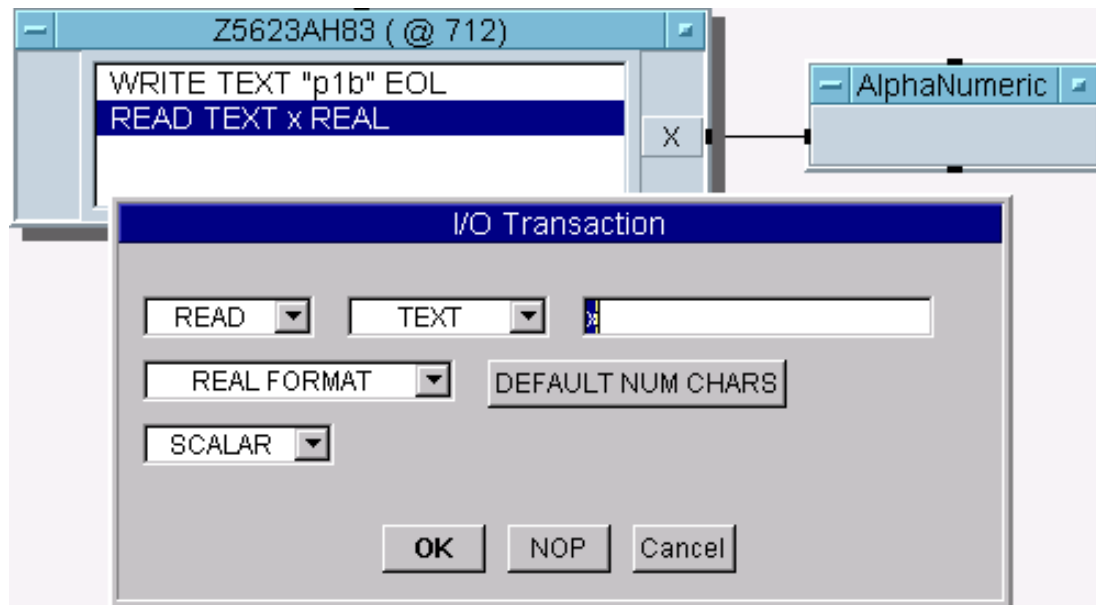 Z5623AH83 ( @ 712)
WRITE TEXT "p1b" EOL
READ TEXT x REAL
X
AlphaNumeric
I/O Transaction
READ TEXT x
REAL FORMAT DEFAULT NUM CHARS
SCALAR
OK NOP Cancel